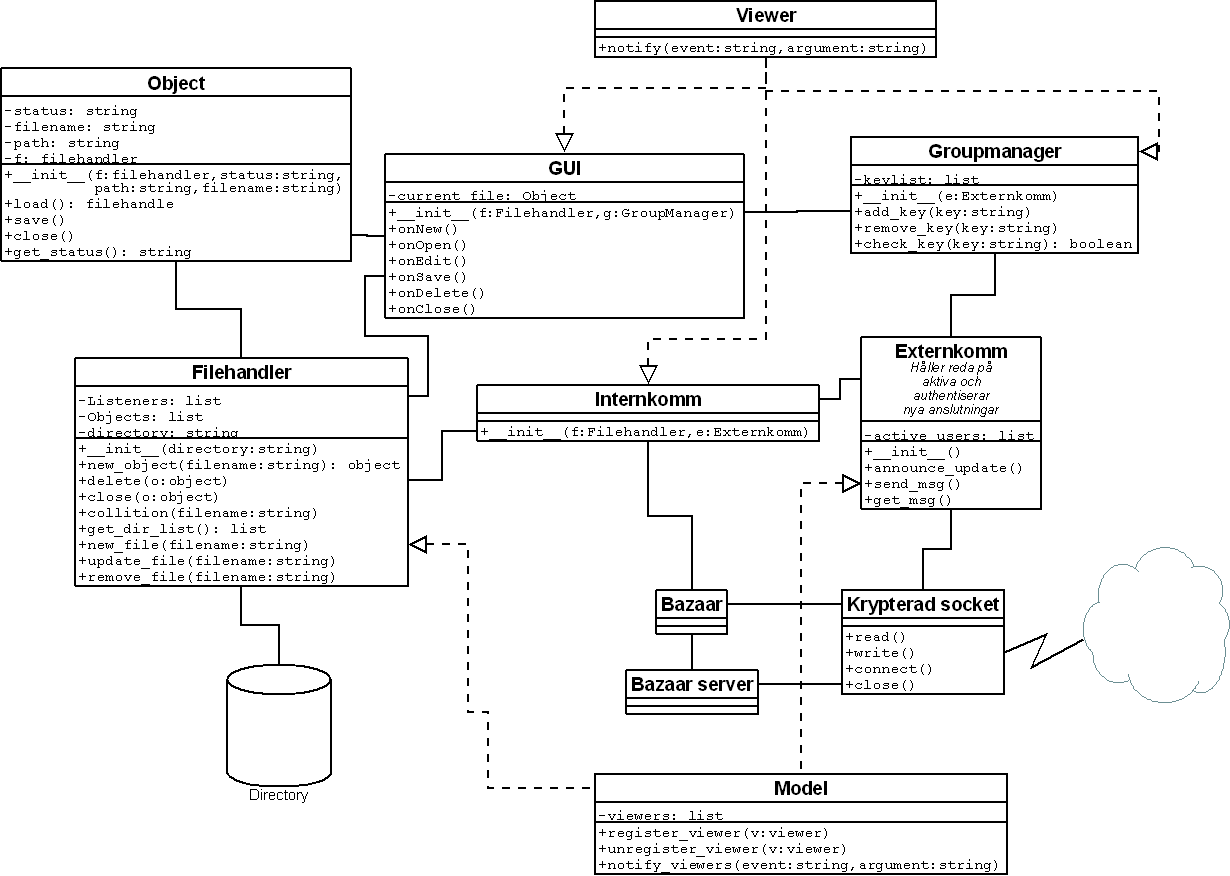 Viewer
+notify(event:string,argument:string)
Object
-status: string
-filename: string
-path: string
-f: filehandler
+__init__(f:filehandler,status:string,
path:string,filename:string)
+load(): filehandle
+save()
+close()
+get_status(): string
GUI
-current_file: Object
+__init__(f:Filehandler,g:GroupManager)
+onNew()
+onOpen()
+onEdit()
+onSave()
+onDelete()
+onClose()
Groupmanager
-keylist: list
+__init__(e:Externkomm)
+add_key(key:string)
+remove_key(key:string)
+check_key(key:string): boolean
Filehandler
-Listeners: list
-Objects: list
-directory: string
+__init__(directory:string)
+new_object(filename:string): object
+delete(o:object)
+close(o:object)
+collition(filename:string)
+get_dir_list(): list
+new_file(filename:string)
+update_file(filename:string)
+remove_file(filename:string)
Internkomm
+__init__(f:Filehandler,e:Externkomm)
Externkomm
Håller reda på
aktiva och
authentiserar
nya anslutningar
-active_users: list
+__init__()
+announce_update()
+send_msg()
+get_msg()
Bazaar
Krypterad socket
+read()
+write()
+connect()
+close()
Bazaar server
Directory
Model
-viewers: list
+register_viewer(v:viewer)
+unregister_viewer(v:viewer)
+notify_viewers(event:string,argument:string)